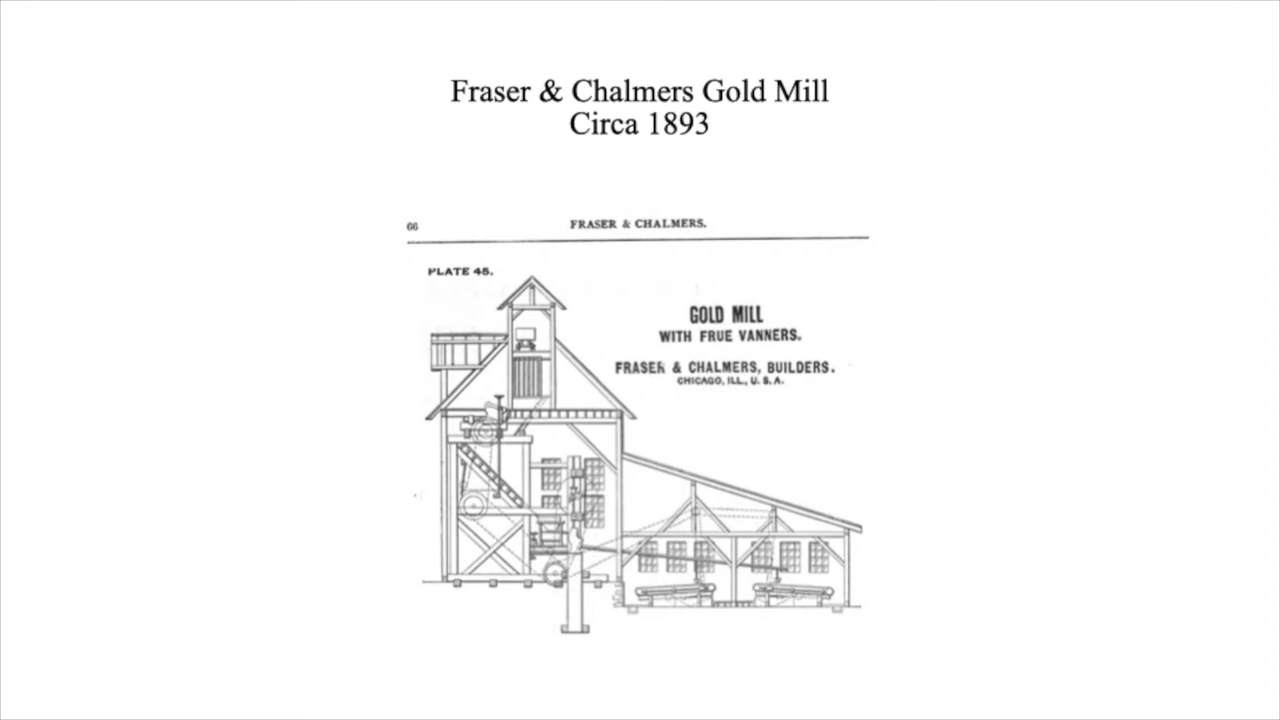 Fraser & Chalmers Gold Mill
Circa 1893
66 FRASER & CHALMERS.
PLATE 45.
GOLD MILL
WITH FRUE VANNERS.
FRASER & CHALMERS, BUILDERS.
CHICAGO, ILL., U. S. A.